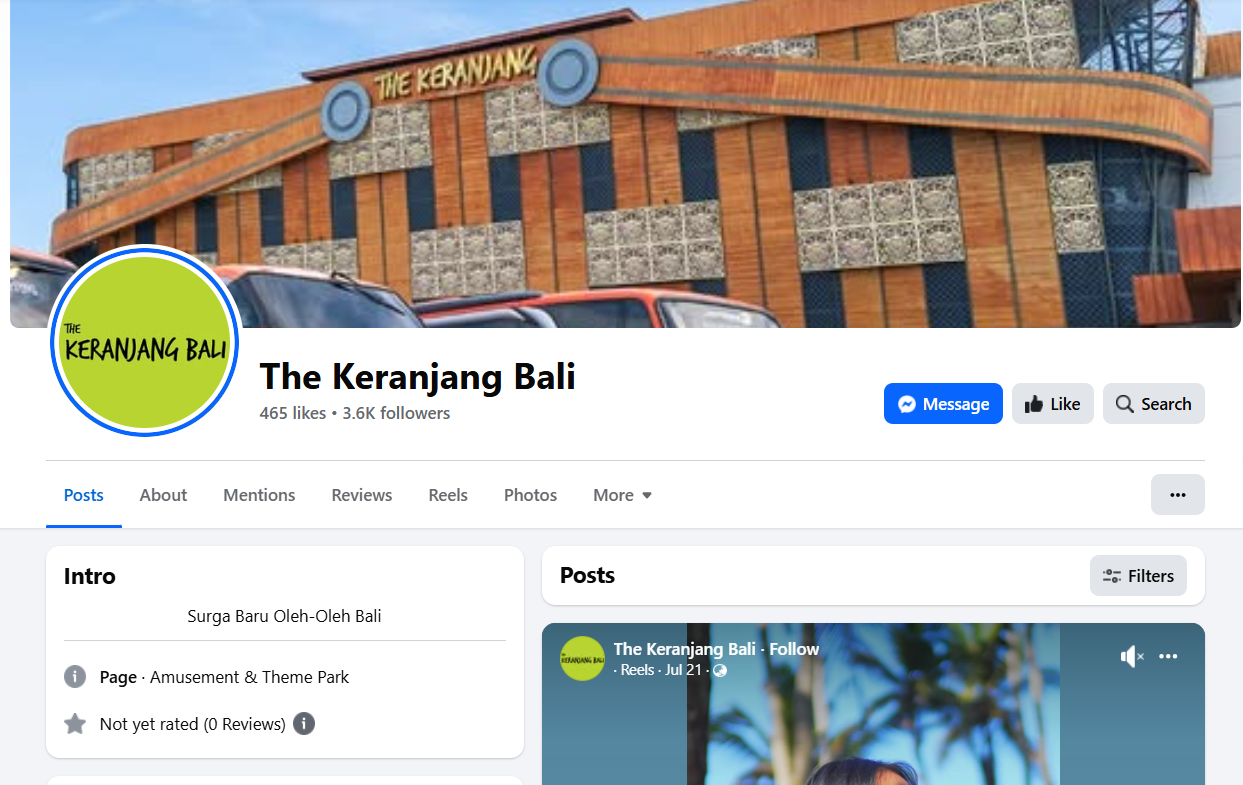 THE KERANJANG
THE
KERANJANG BALI
The Keranjang Bali
465 likes • 3.6K followers
Message
Like
Search
Posts
About
Mentions
Reviews
Reels
Photos
More
Intro
Surga Baru Oleh-Oleh Bali
Page · Amusement & Theme Park
Not yet rated (0 Reviews)
Posts
Filters
KERANJANG BALI
The Keranjang Bali · Follow
· Reels · Jul 21 ·